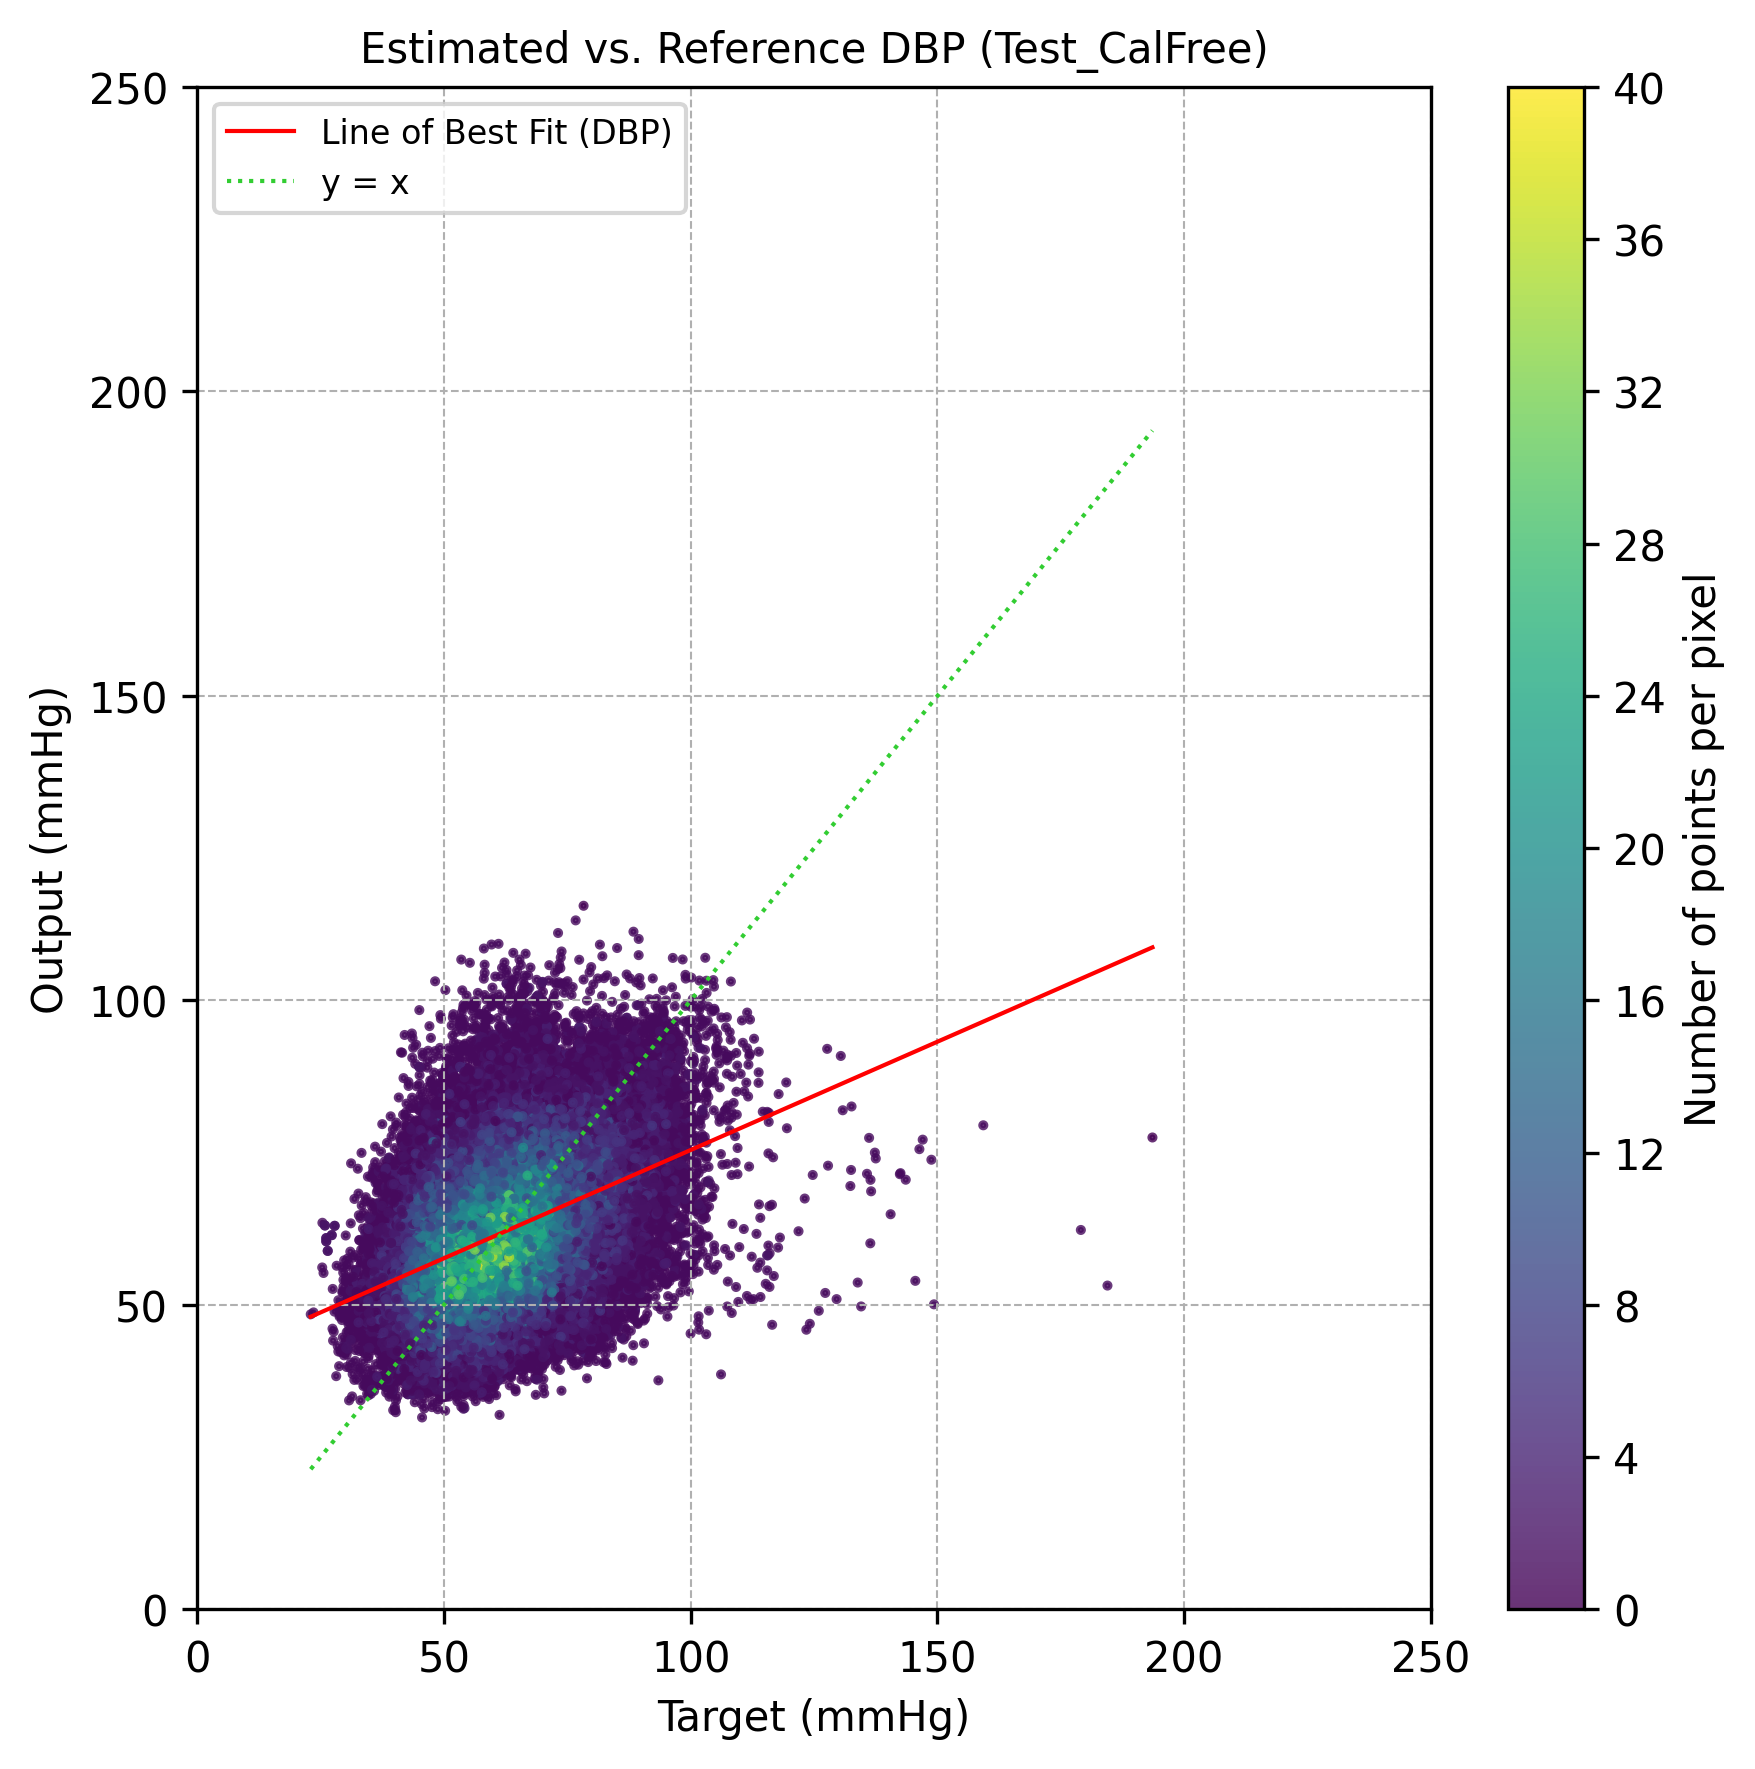 Estimated vs. Reference DBP (Test_CalFree)
Line of Best Fit (DBP)
y = x
250
200
150
100
50
0
Output (mmHg)
0 50 100 150 200 250
Target (mmHg)
40
36
32
28
24
20
16
12
8
4
0
Number of points per pixel